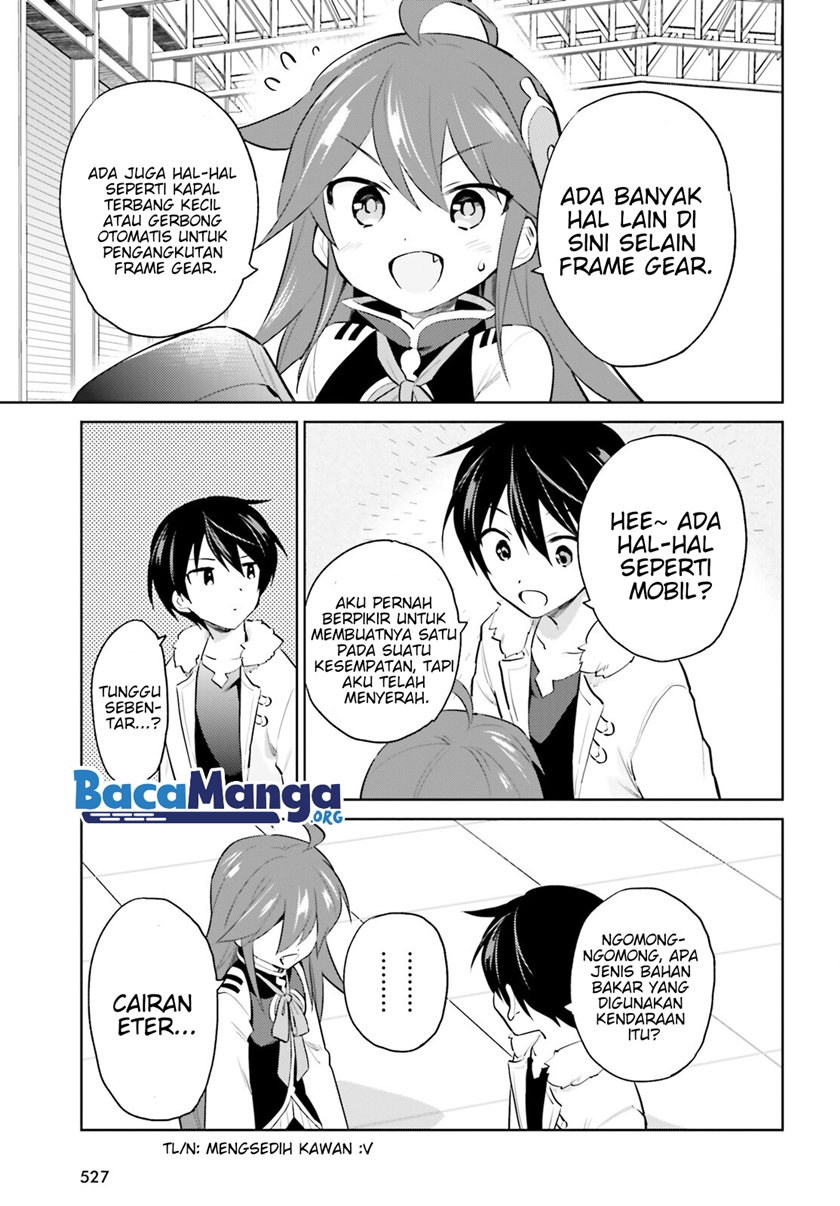 ADA BANYAK
HAL LAIN DI
SINI SELAIN
FRAME GEAR.
ADA JUGA HAL-HAL
SEPERTI KAPAL
TERBANG KECIL
ATAU GERBONG
OTOMATIS UNTUK
PENGANGKUTAN
FRAME GEAR.
HEE~ ADA
HAL-HAL
SEPERTI
MOBIL?
AKU PERNAH
BERPIKIR UNTUK
MEMBUATNYA SATU
PADA SUATU
KESEMPATAN, TAPI
AKU TELAH
MENYERAH.
TUNGGU
SEBEN-
TAR...?
BacaManga
.ORG
NGOMONG-
NGOMONG, APA
JENIS BAHAN
BAKAR YANG
DIGUNAKAN
KENDARAAN
ITU?
.........
CAIRAN
ETER...
TL/N: MENGSEDIH KAWAN :V
527